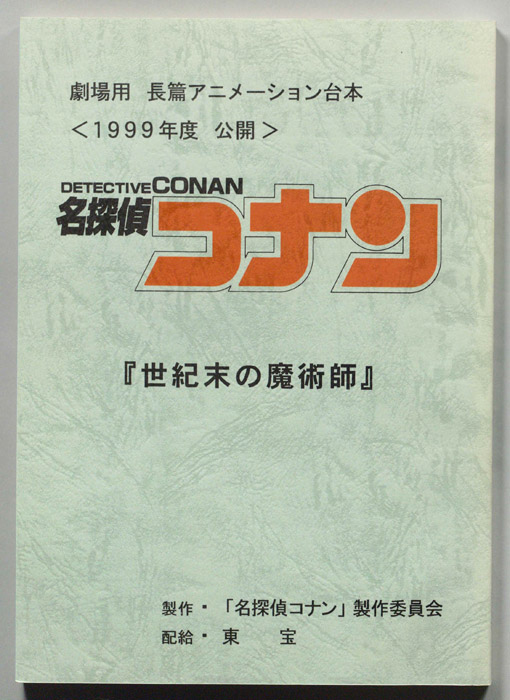 劇場用 長篇アニメーション台本
＜1999年度 公開＞
DETECTIVE CONAN
名探偵コナン
『世紀末の魔術師』
製作・「名探偵コナン」製作委員会
配給・東 宝